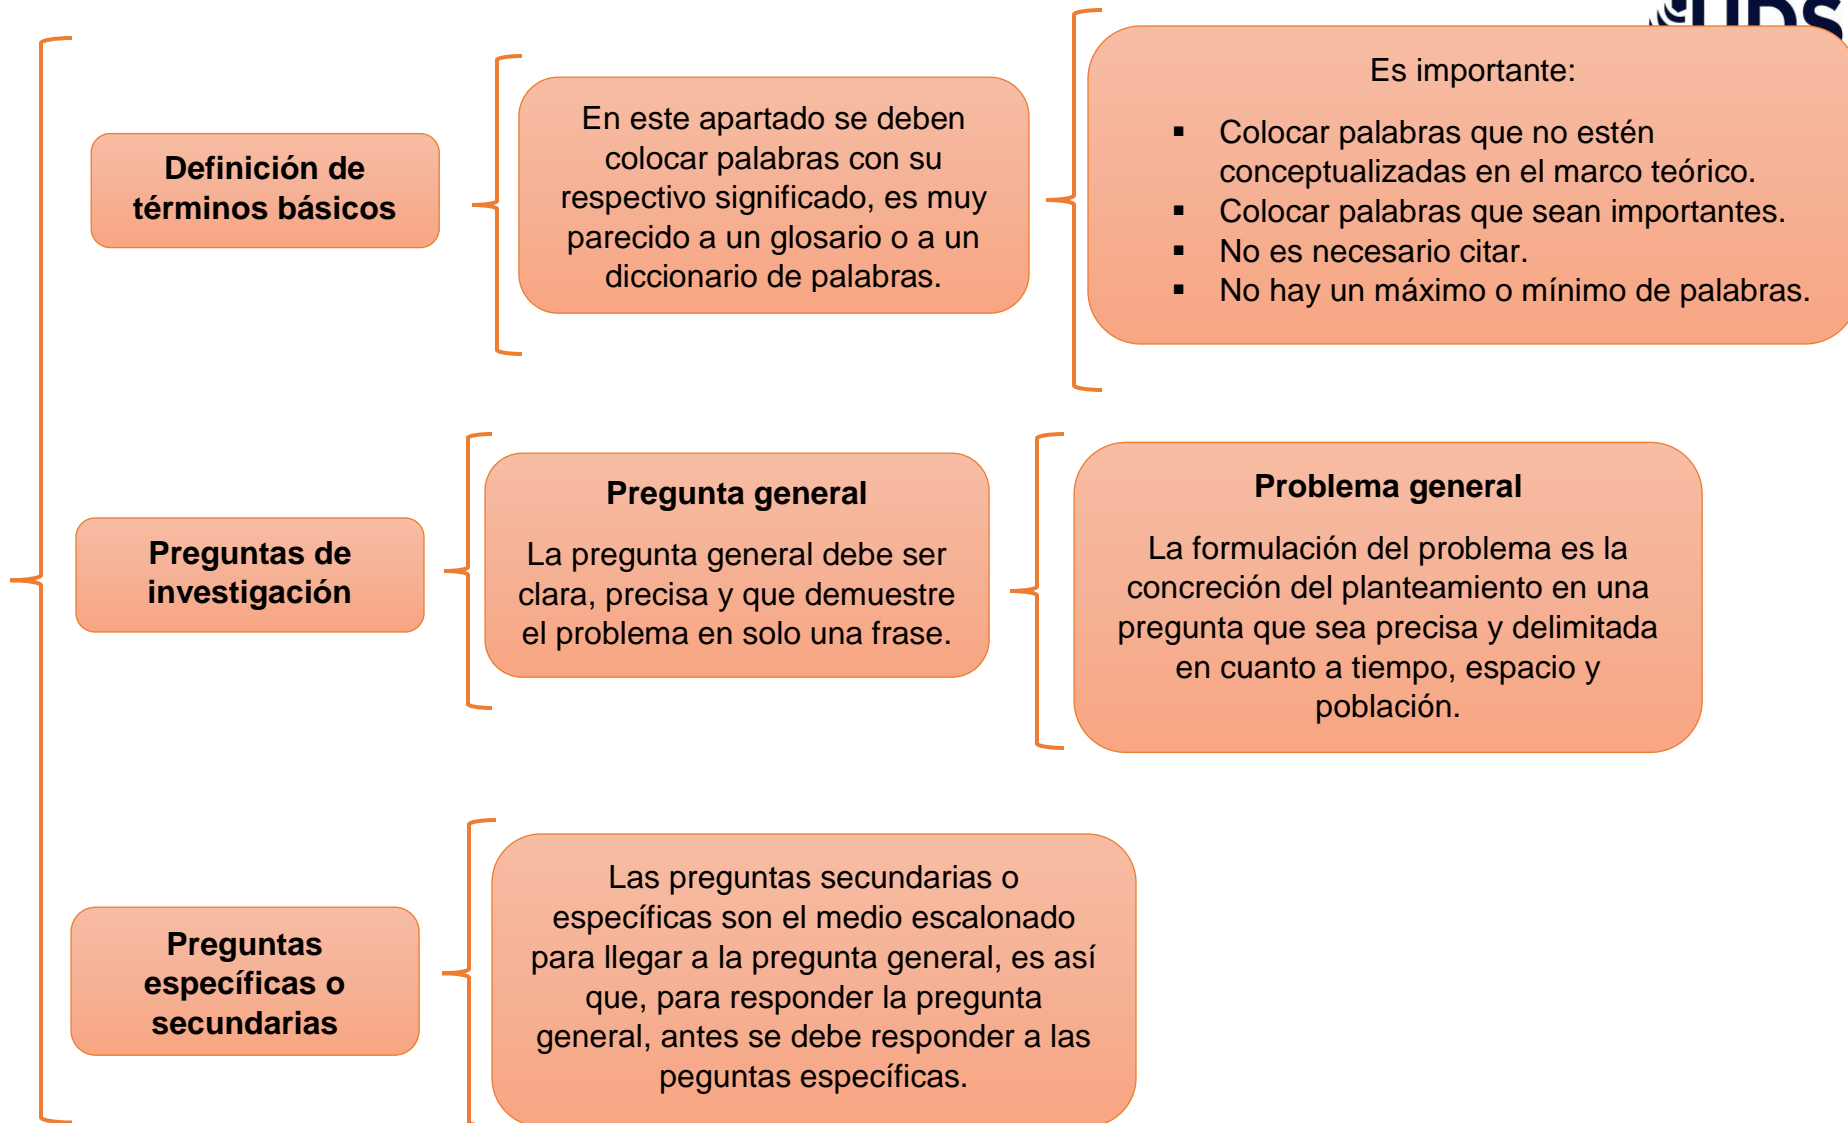 Definición de
términos básicos
En este apartado se deben
colocar palabras con su
respectivo significado, es muy
parecido a un glosario o a un
diccionario de palabras.
Es importante:
▪ Colocar palabras que no estén
conceptualizadas en el marco teórico.
▪ Colocar palabras que sean importantes.
▪ No es necesario citar.
▪ No hay un máximo o mínimo de palabras.
Preguntas de
investigación
Pregunta general
La pregunta general debe ser
clara, precisa y que demuestre
el problema en solo una frase.
Problema general
La formulación del problema es la
concreción del planteamiento en una
pregunta que sea precisa y delimitada
en cuanto a tiempo, espacio y
población.
Preguntas
específicas o
secundarias
Las preguntas secundarias o
específicas son el medio escalonado
para llegar a la pregunta general, es así
que, para responder la pregunta
general, antes se debe responder a las
peguntas específicas.